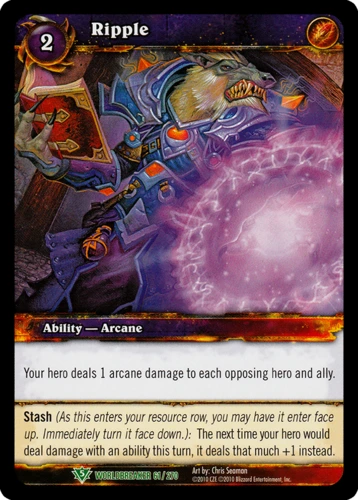 2
Ripple
Ability — Arcane
Your hero deals 1 arcane damage to each opposing hero and ally.
Stash (As this enters your resource row, you may have it enter face
up. Immediately turn it face down.): The next time your hero would
deal damage with an ability this turn, it deals that much +1 instead.
5 WORLDBREAKER 61/270
Art by: Chris Seaman
©2010 CZE ©2010 Blizzard Entertainment, Inc.